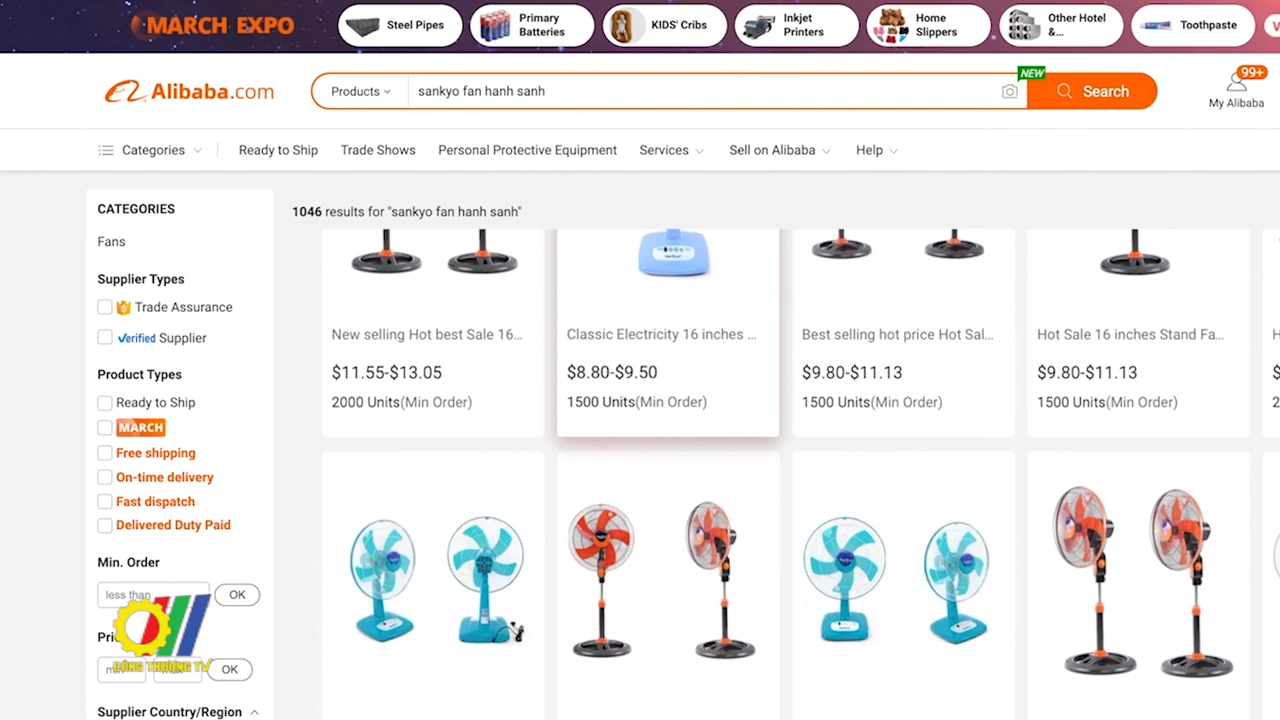 MARCH EXPO
Steel Pipes
Primary
Batteries
KIDS' Cribs
Inkjet
Printers
Home
Slippers
Other Hotel
&...
Toothpaste
Alibaba.com
Products
sankyo fan hanh sanh
NEW
Search
99+
My Alibaba
Categories
Ready to Ship
Trade Shows
Personal Protective Equipment
Services
Sell on Alibaba
Help
CATEGORIES
Fans
Supplier Types
Trade Assurance
Verified Supplier
Product Types
Ready to Ship
MARCH
Free shipping
On-time delivery
Fast dispatch
Delivered Duty Paid
Min. Order
less than
OK
OK
CÔNG THƯƠNG TV
Supplier Country/Region
1046 results for "sankyo fan hanh sanh"
New selling Hot best Sale 16...
$11.55-$13.05
2000 Units(Min Order)
Classic Electricity 16 inches ...
$8.80-$9.50
1500 Units(Min Order)
Best selling hot price Hot Sal...
$9.80-$11.13
1500 Units(Min Order)
Hot Sale 16 inches Stand Fa...
$9.80-$11.13
1500 Units(Min Order)